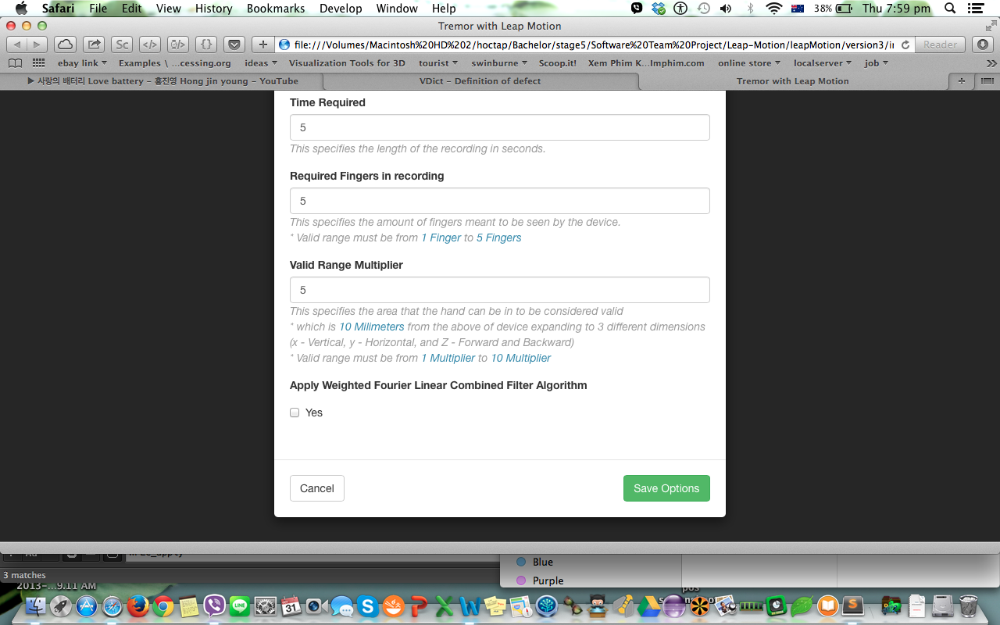 Safari File Edit View History Bookmarks Develop Window Help 38% Thu 7:59 pm
Tremor with Leap Motion
Sc </> {} + file:///Volumes/Macintosh%20HD%202/hoctap/Bachelor/stage5/Software%20Team%20Project/Leap-Motion/leapMotion/version3/in Reader
ebay link Examples \ ...cessing.org ideas Visualization Tools for 3D tourist swinburne Scoop.it! Xem Phim K...Imphim.com online store localserver job
▶ 사랑의 배터리 Love battery - 홍진영 Hong jin young - YouTube VDict - Definition of defect Tremor with Leap Motion +
Time Required
5
This specifies the length of the recording in seconds.
Required Fingers in recording
5
This specifies the amount of fingers meant to be seen by the device.
* Valid range must be from 1 Finger to 5 Fingers
Valid Range Multiplier
5
This specifies the area that the hand can be in to be considered valid
* which is 10 Milimeters from the above of device expanding to 3 different dimensions
(x - Vertical, y - Horizontal, and Z - Forward and Backward)
* Valid range must be from 1 Multiplier to 10 Multiplier
Apply Weighted Fourier Linear Combined Filter Algorithm
Yes
Cancel Save Options
Blue
3 matches
Purple
2013-...9.11 AM